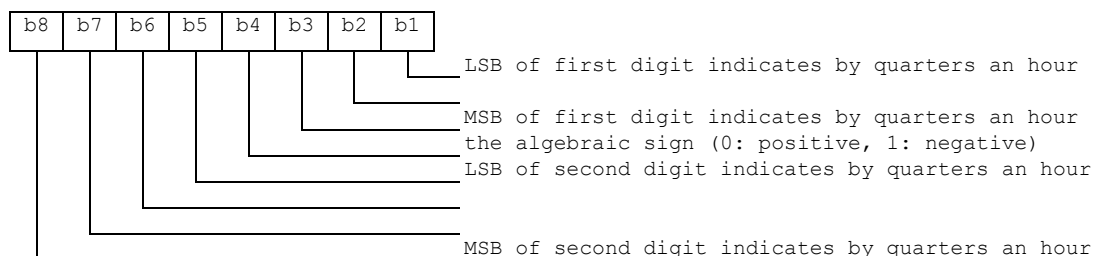 b8 b7 b6 b5 b4 b3 b2 b1
LSB of first digit indicates by quarters an hour
MSB of first digit indicates by quarters an hour
the algebraic sign (0: positive, 1: negative)
LSB of second digit indicates by quarters an hour
MSB of second digit indicates by quarters an hour